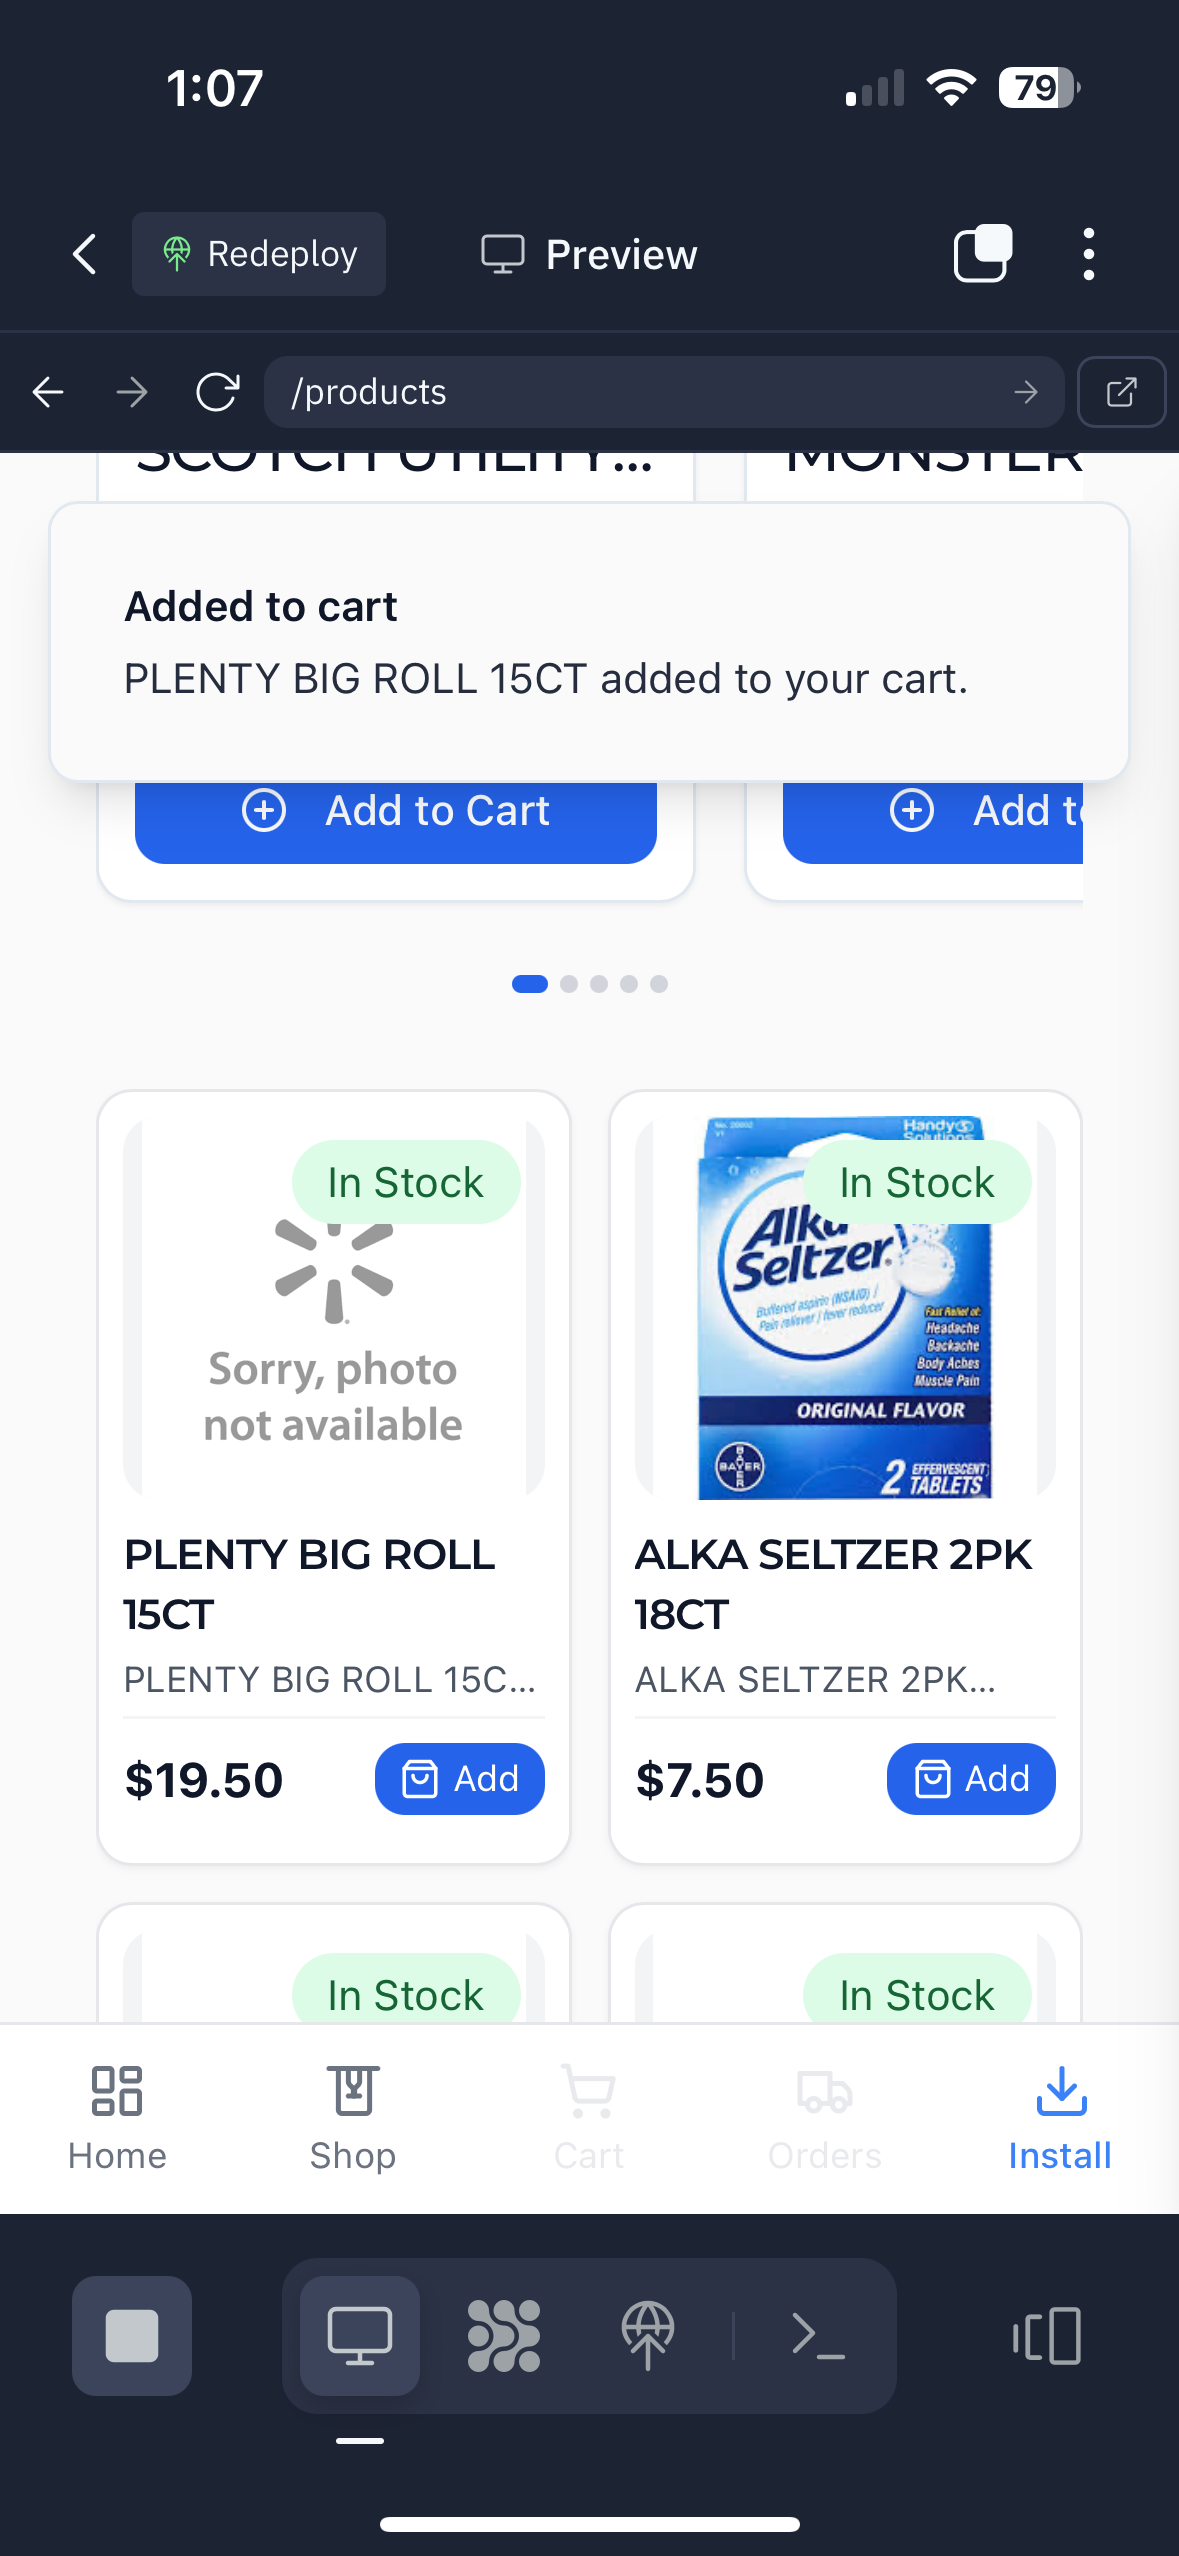 1:07
79
Redeploy
Preview
/products
SCOTCH UTILITY...
MONSTER
Added to cart
PLENTY BIG ROLL 15CT added to your cart.
Add to Cart
Add to
In Stock
Sorry, photo
not available
PLENTY BIG ROLL
15CT
PLENTY BIG ROLL 15C...
$19.50
Add
Handy
Solutions
In Stock
Alka
Seltzer
Buffered aspirin (NSAID) /
Pain reliever / fever reducer
Fast Relief of:
Headache
Backache
Body Aches
Muscle Pain
ORIGINAL FLAVOR
BAYER
2 EFFERVESCENT
TABLETS
ALKA SELTZER 2PK
18CT
ALKA SELTZER 2PK...
$7.50
Add
In Stock
In Stock
Home
Shop
Cart
Orders
Install